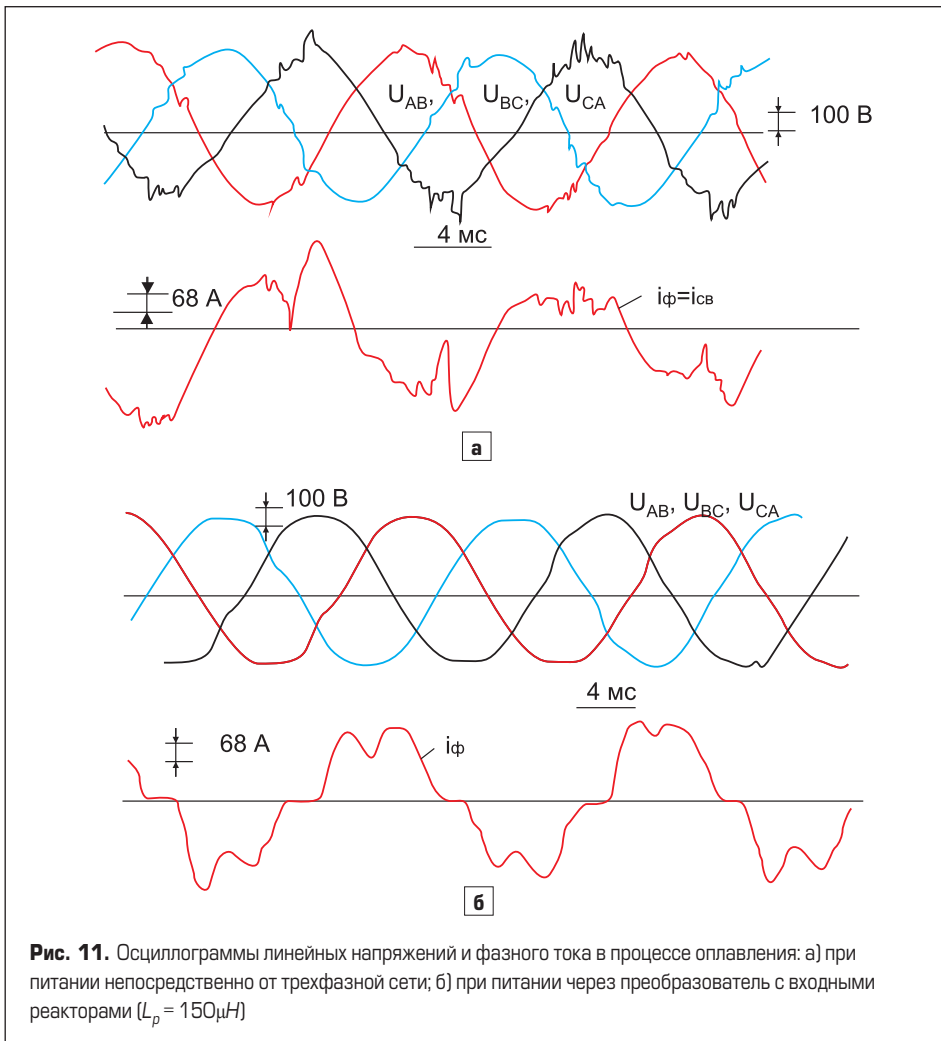 U_AB, U_BC, U_CA
100 В
4 мс
68 А
iф=iсв
а
100 В
U_AB, U_BC, U_CA
4 мс
68 А
iф
б
Рис. 11. Осциллограммы линейных напряжений и фазного тока в процессе оплавления: а) при
питании непосредственно от трехфазной сети; б) при питании через преобразователь с входными
реакторами (L_p = 150µH)